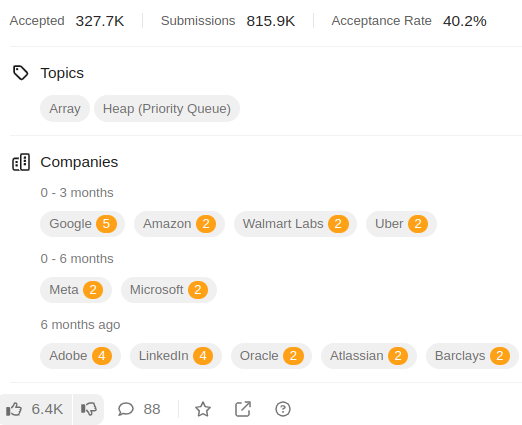 Accepted 327.7K Submissions 815.9K Acceptance Rate 40.2%
Topics
Array Heap (Priority Queue)
Companies
0 - 3 months
Google 5 Amazon 2 Walmart Labs 2 Uber 2
0 - 6 months
Meta 2 Microsoft 2
6 months ago
Adobe 4 LinkedIn 4 Oracle 2 Atlassian 2 Barclays 2
6.4K 88